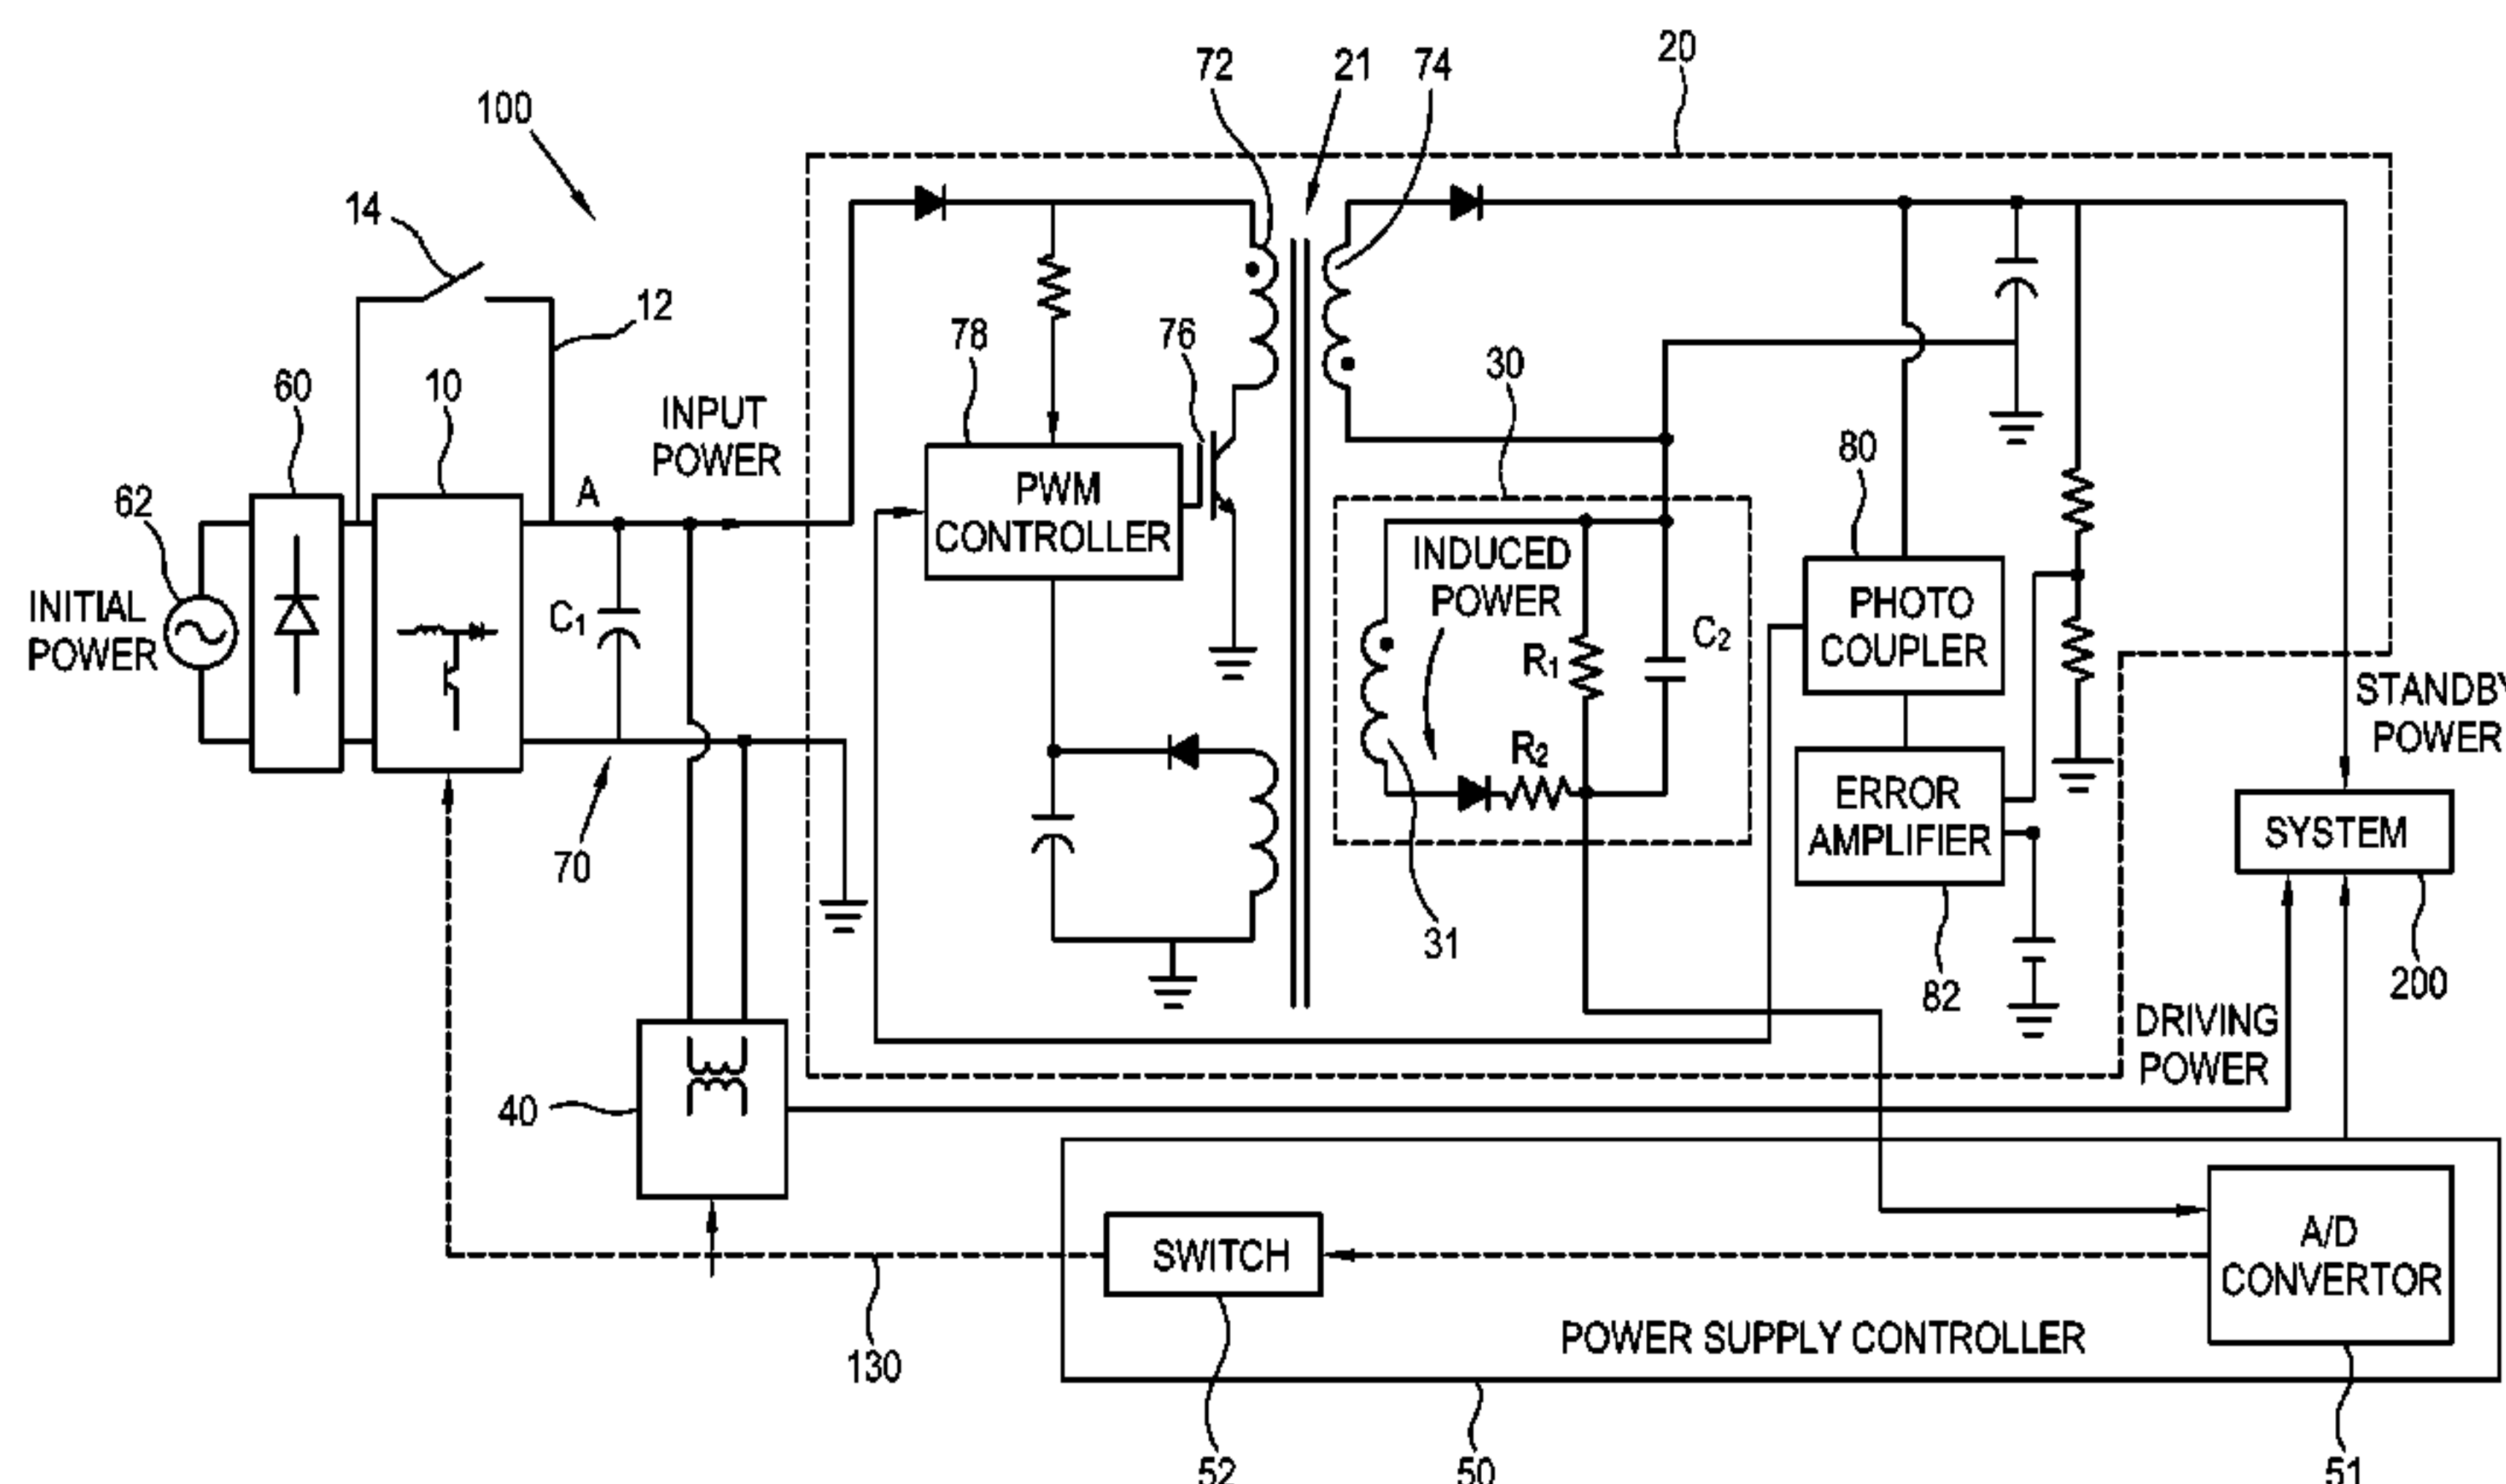 20
72
21
74
100
14
12
78
76
30
60
10
INPUT
POWER
80
A
PWM
CONTROLLER
62
INDUCED
POWER
INITIAL
POWER
C1
R1
C2
PHOTO
COUPLER
STANDBY
POWER
R2
ERROR
AMPLIFIER
SYSTEM
70
31
82
200
DRIVING
POWER
40
SWITCH
A/D
CONVERTOR
POWER SUPPLY CONTROLLER
130
52
50
51